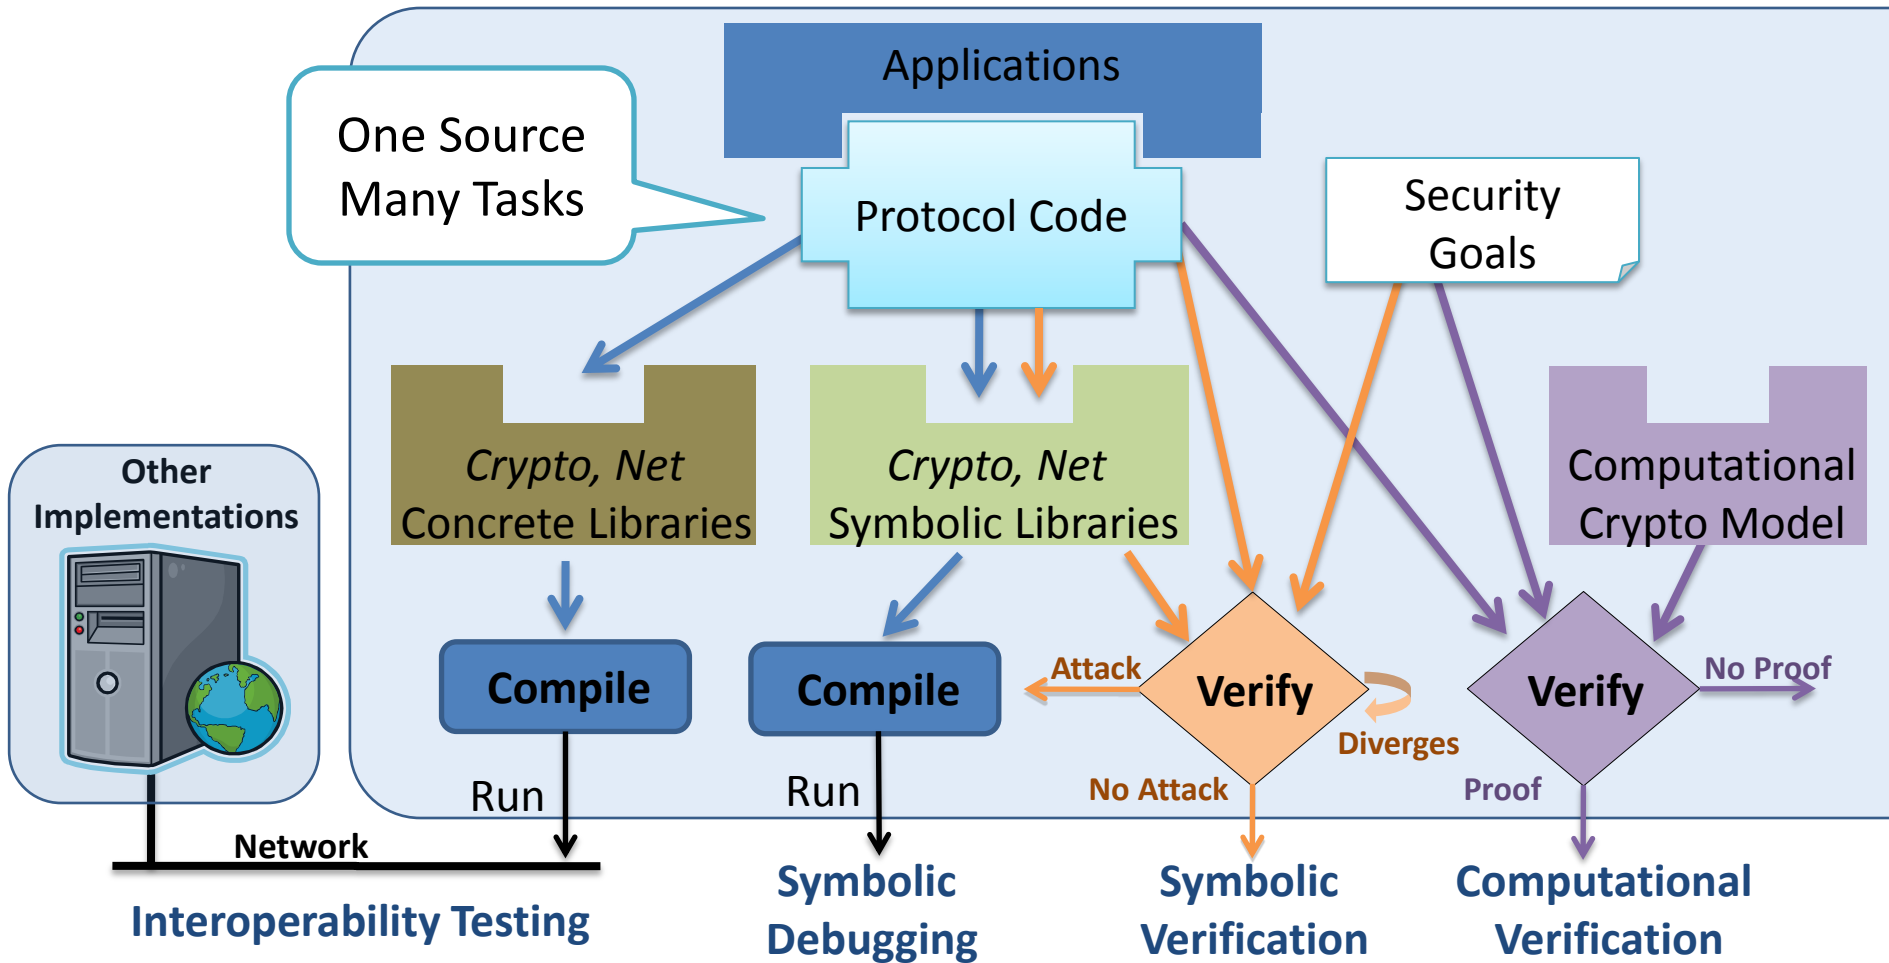 Applications
One Source
Many Tasks
Protocol Code
Security
Goals
Crypto, Net
Concrete Libraries
Crypto, Net
Symbolic Libraries
Computational
Crypto Model
Other
Implementations
Compile
Compile
Attack
Verify
Diverges
No Attack
Verify
No Proof
Proof
Run
Run
Network
Interoperability Testing
Symbolic
Debugging
Symbolic
Verification
Computational
Verification